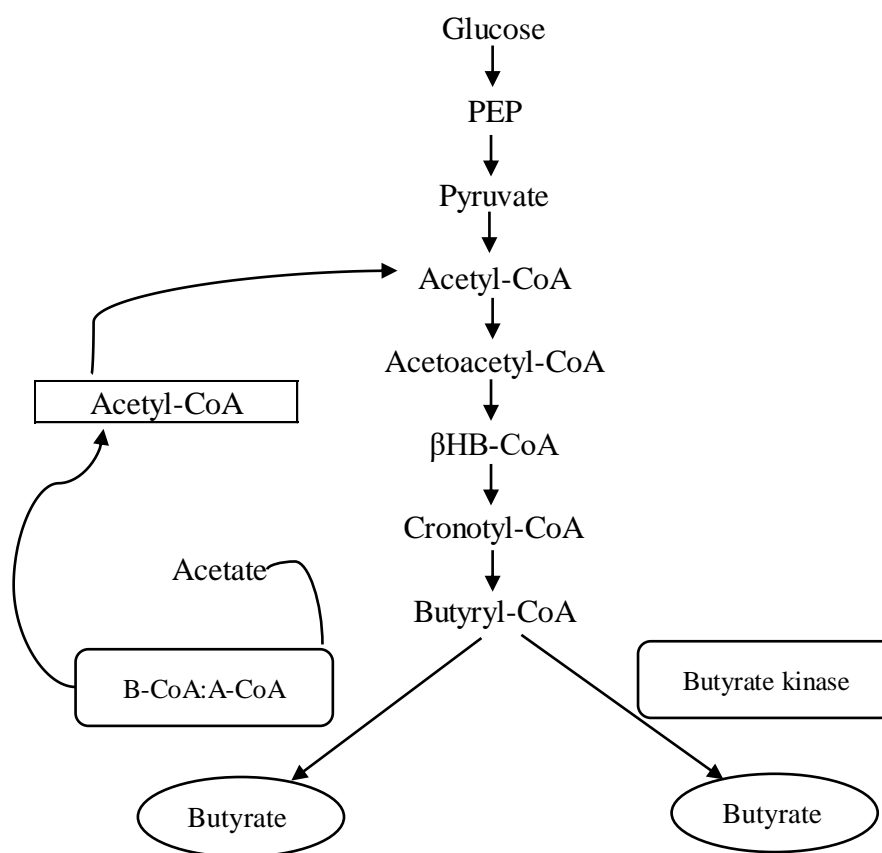 Glucose
PEP
Pyruvate
Acetyl-CoA
Acetoacetyl-CoA
Acetyl-CoA
βHB-CoA
Cronotyl-CoA
Acetate
Butyryl-CoA
B-CoA:A-CoA
Butyrate kinase
Butyrate
Butyrate